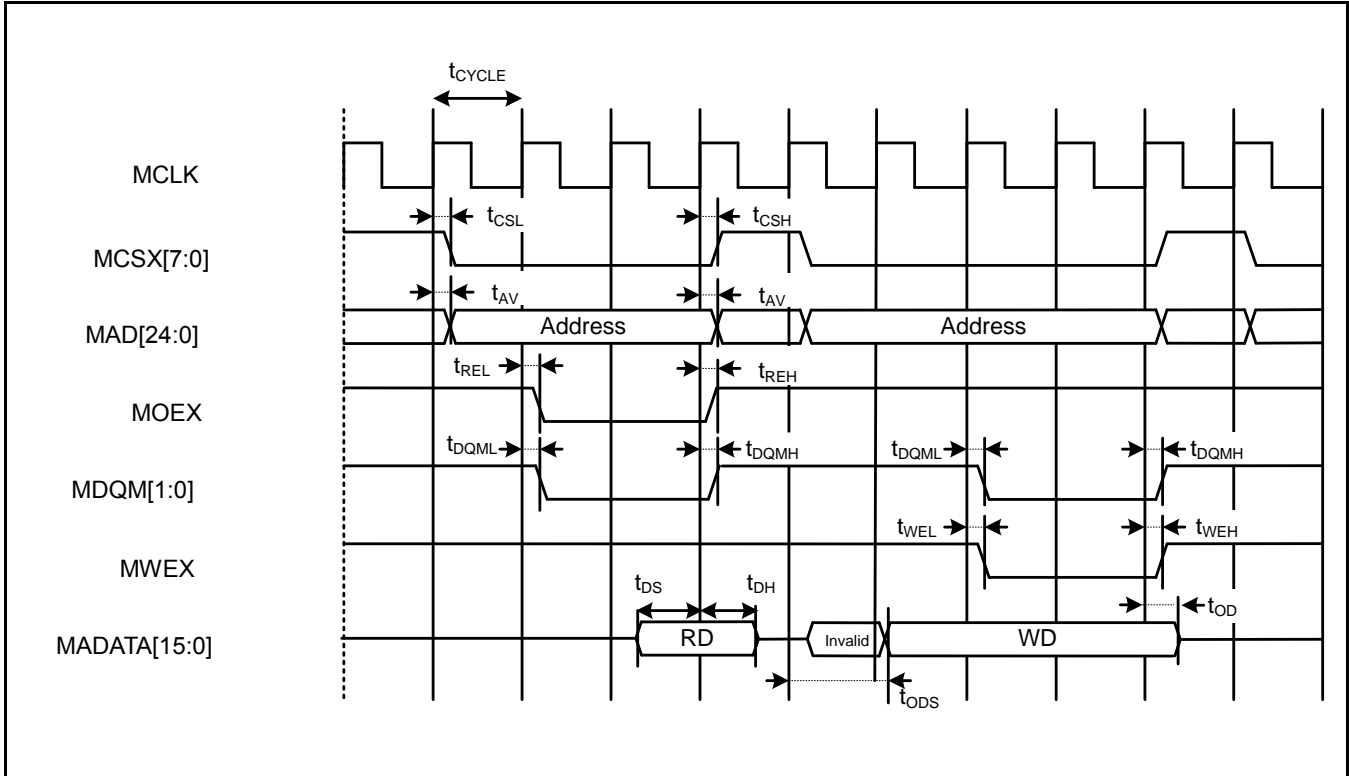 tCYCLE
MCLK
tCSL
tCSH
MCSX[7:0]
tAV
tAV
MAD[24:0]
Address
Address
tREL
tREH
MOEX
tDQML
tDQMH
tDQML
tDQMH
MDQM[1:0]
tWEL
tWEH
MWEX
tDS
tDH
tOD
MADATA[15:0]
RD
Invalid
WD
tODS